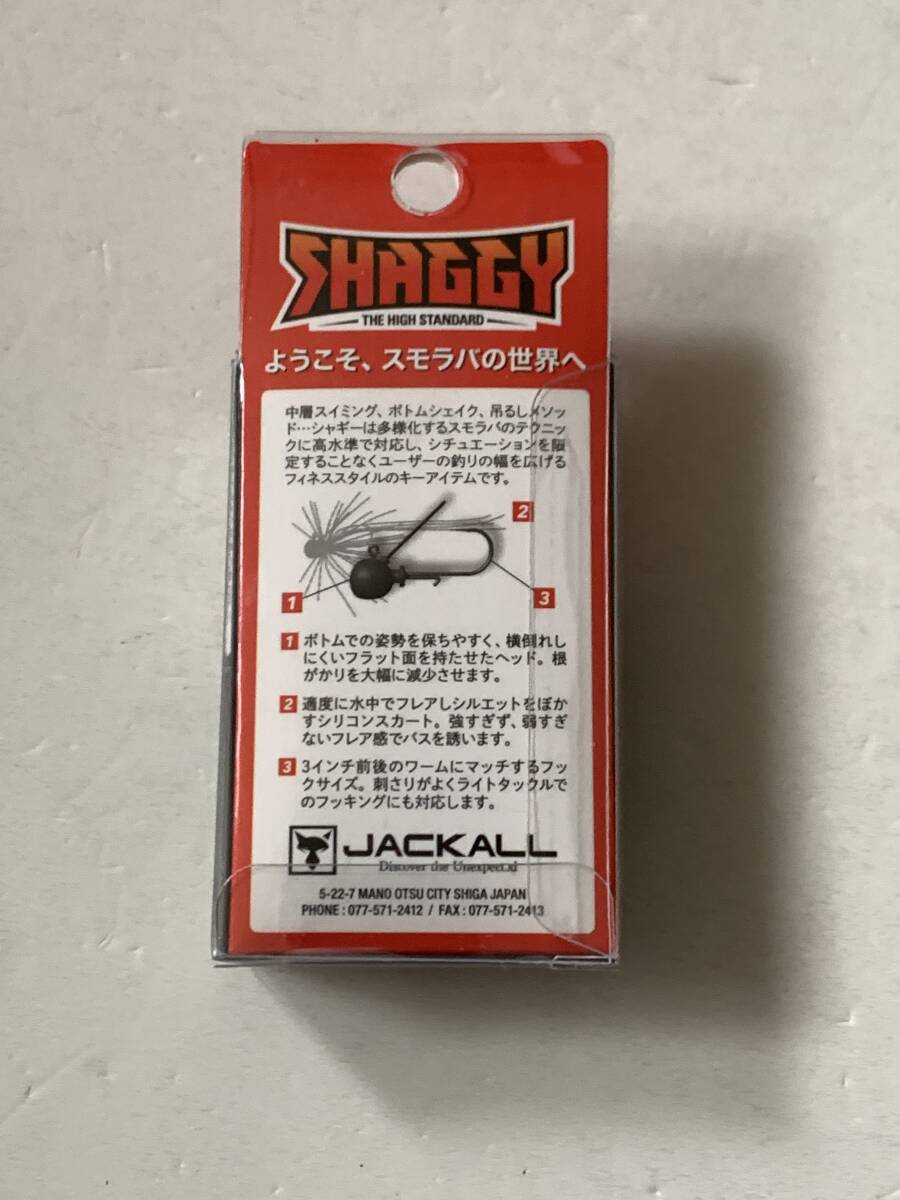 SHAGGY
THE HIGH STANDARD
ようこそ、スモラバの世界へ
中層スイミング、ボトムシェイク、吊るしメソッ
ド…シャギーは多様化するスモラバのテクニッ
クに高水準で対応し、シチュエーションを限
定することなくユーザーの釣りの幅を広げる
フィネススタイルのキーアイテムです。
2
1
3
1 ボトムでの姿勢を保ちやすく、横倒れし
にくいフラット面を持たせたヘッド。根
がかりを大幅に減少させます。
2 適度に水中でフレアしシルエットをぼか
すシリコンスカート。強すぎず、弱すぎ
ないフレア感でバスを誘います。
3 3インチ前後のワームにマッチするフッ
クサイズ。刺さりがよくライトタックルで
のフッキングにも対応します。
JACKALL
Discover the Unexpected
5-22-7 MANO OTSU CITY SHIGA JAPAN
PHONE : 077-571-2412 / FAX : 077-571-2413